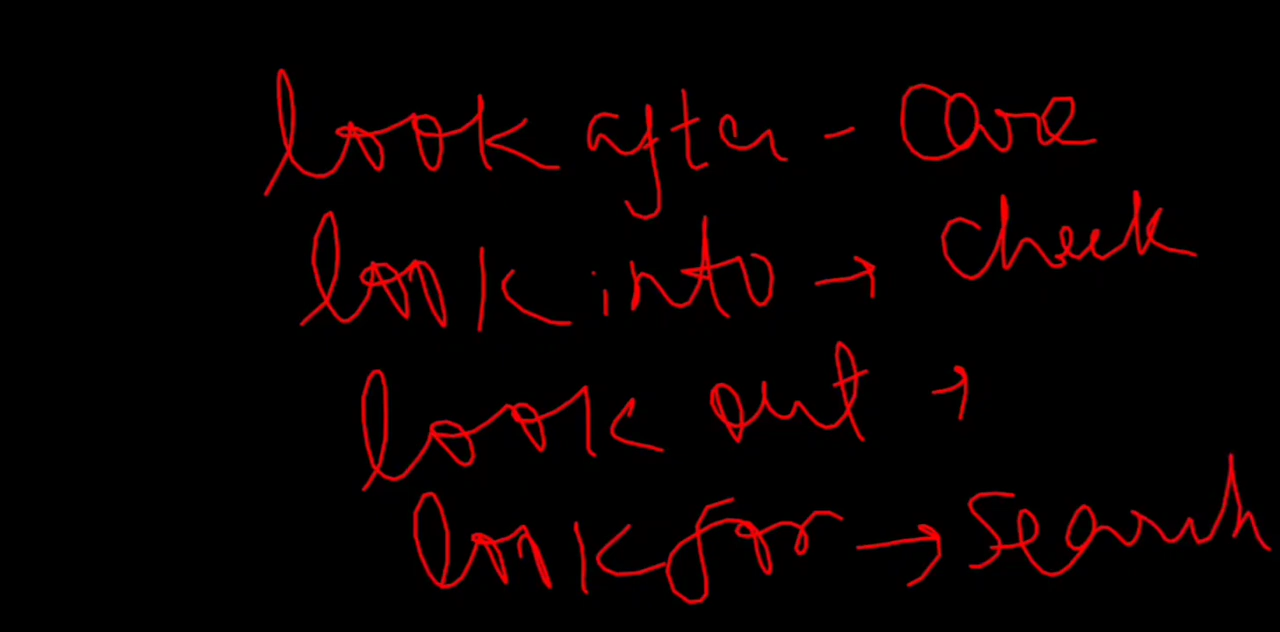 look after - Care
look into → check
look out →
look for → search